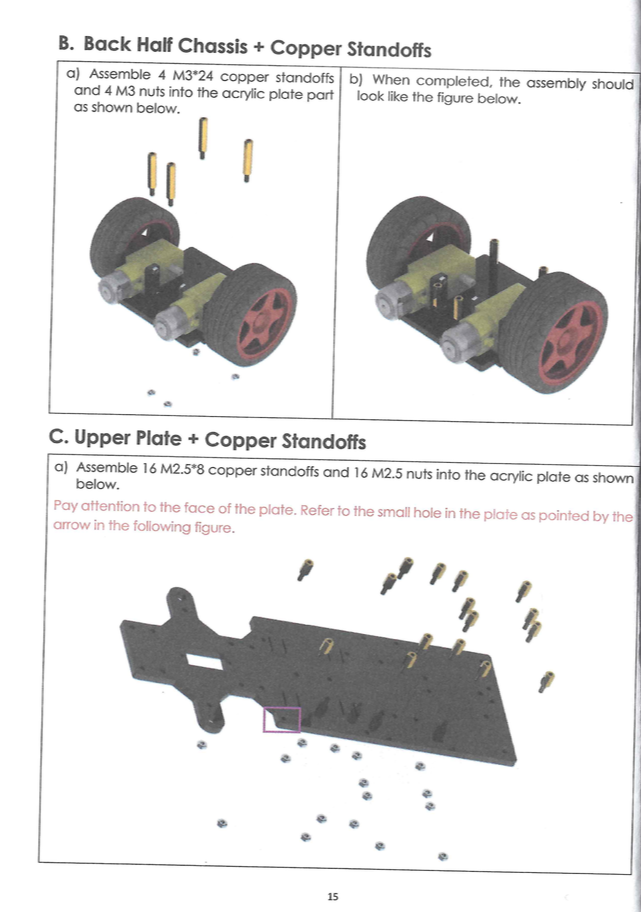 B. Back Half Chassis + Copper Standoffs
a) Assemble 4 M3*24 copper standoffs
and 4 M3 nuts into the acrylic plate part
as shown below.
b) When completed, the assembly should
look like the figure below.
C. Upper Plate + Copper Standoffs
a) Assemble 16 M2.5*8 copper standoffs and 16 M2.5 nuts into the acrylic plate as shown
below.
Pay attention to the face of the plate. Refer to the small hole in the plate as pointed by the
arrow in the following figure.
15